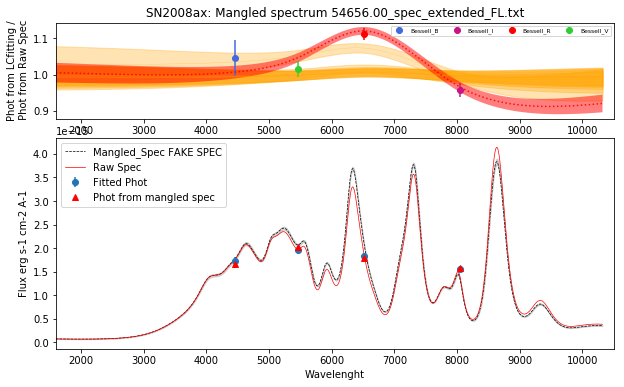 SN2008ax: Mangled spectrum 54656.00_spec_extended_FL.txt
Phot from LCfitting /
Phot from Raw Spec
1.1
1.0
0.9
Bessell_B
Bessell_I
Bessell_R
Bessell_V
2000 3000 4000 5000 6000 7000 8000 9000 10000
Flux erg s-1 cm-2 A-1
4.0
3.5
3.0
2.5
2.0
1.5
1.0
0.5
0.0
Mangled_Spec FAKE SPEC
Raw Spec
Fitted Phot
Phot from mangled spec
2000 3000 4000 5000 6000 7000 8000 9000 10000
Wavelenght